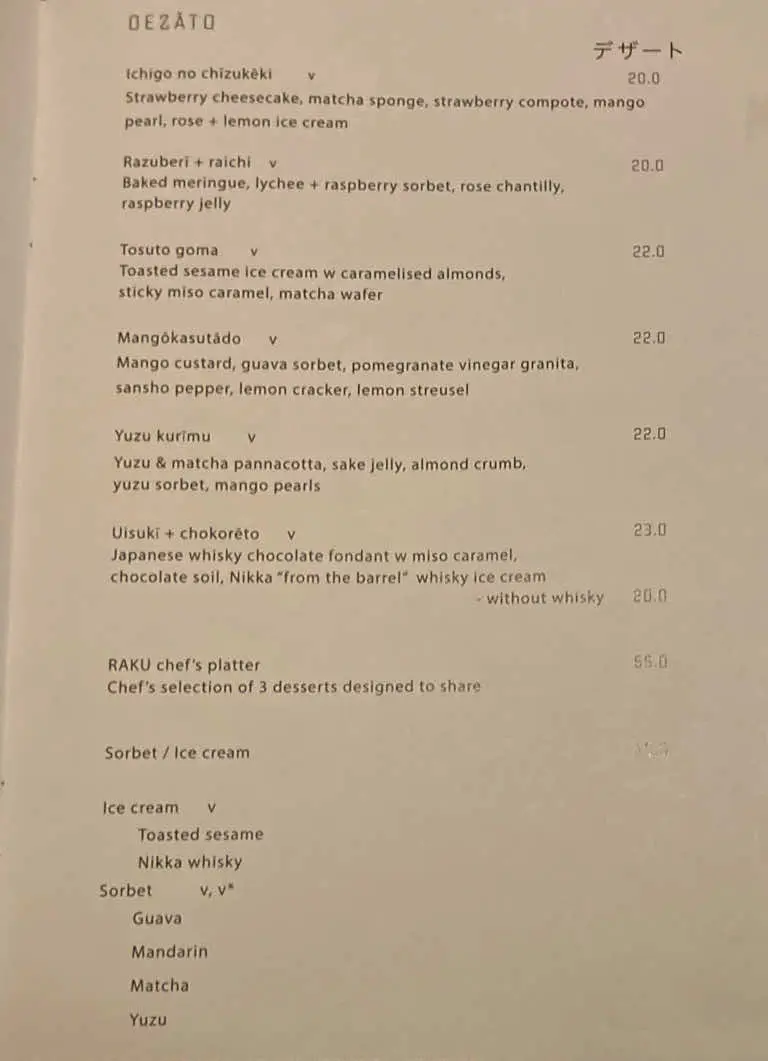 DEZĀTO
デザート
Ichigo no chīzukēki v 20.0
Strawberry cheesecake, matcha sponge, strawberry compote, mango
pearl, rose + lemon ice cream
Razuberī + raichi v 20.0
Baked meringue, lychee + raspberry sorbet, rose chantilly,
raspberry jelly
Tosuto goma v 22.0
Toasted sesame ice cream w caramelised almonds,
sticky miso caramel, matcha wafer
Mangōkasutādo v 22.0
Mango custard, guava sorbet, pomegranate vinegar granita,
sansho pepper, lemon cracker, lemon streusel
Yuzu kurīmu v 22.0
Yuzu & matcha pannacotta, sake jelly, almond crumb,
yuzu sorbet, mango pearls
Uisukī + chokorēto v 23.0
Japanese whisky chocolate fondant w miso caramel,
chocolate soil, Nikka "from the barrel" whisky ice cream
- without whisky 20.0
RAKU chef's platter 55.0
Chef's selection of 3 desserts designed to share
Sorbet / Ice cream
Ice cream v
Toasted sesame
Nikka whisky
Sorbet v, v*
Guava
Mandarin
Matcha
Yuzu